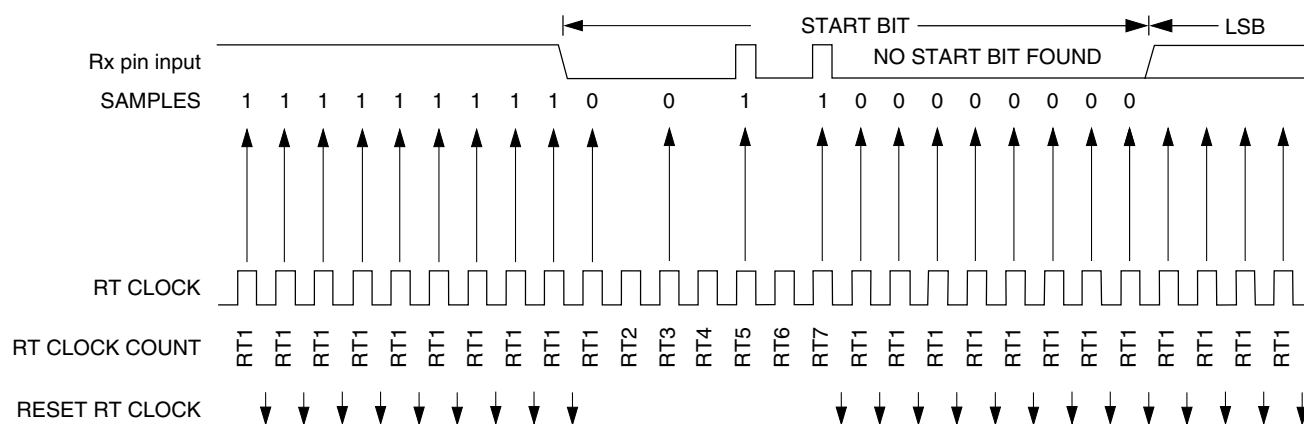 START BIT LSB
Rx pin input NO START BIT FOUND
SAMPLES 1 1 1 1 1 1 1 1 1 0 0 1 1 0 0 0 0 0 0 0 0
RT CLOCK
RT CLOCK COUNT RT1 RT1 RT1 RT1 RT1 RT1 RT1 RT1 RT1 RT1 RT2 RT3 RT4 RT5 RT6 RT7 RT1 RT1 RT1 RT1 RT1 RT1 RT1 RT1 RT1 RT1 RT1 RT1
RESET RT CLOCK